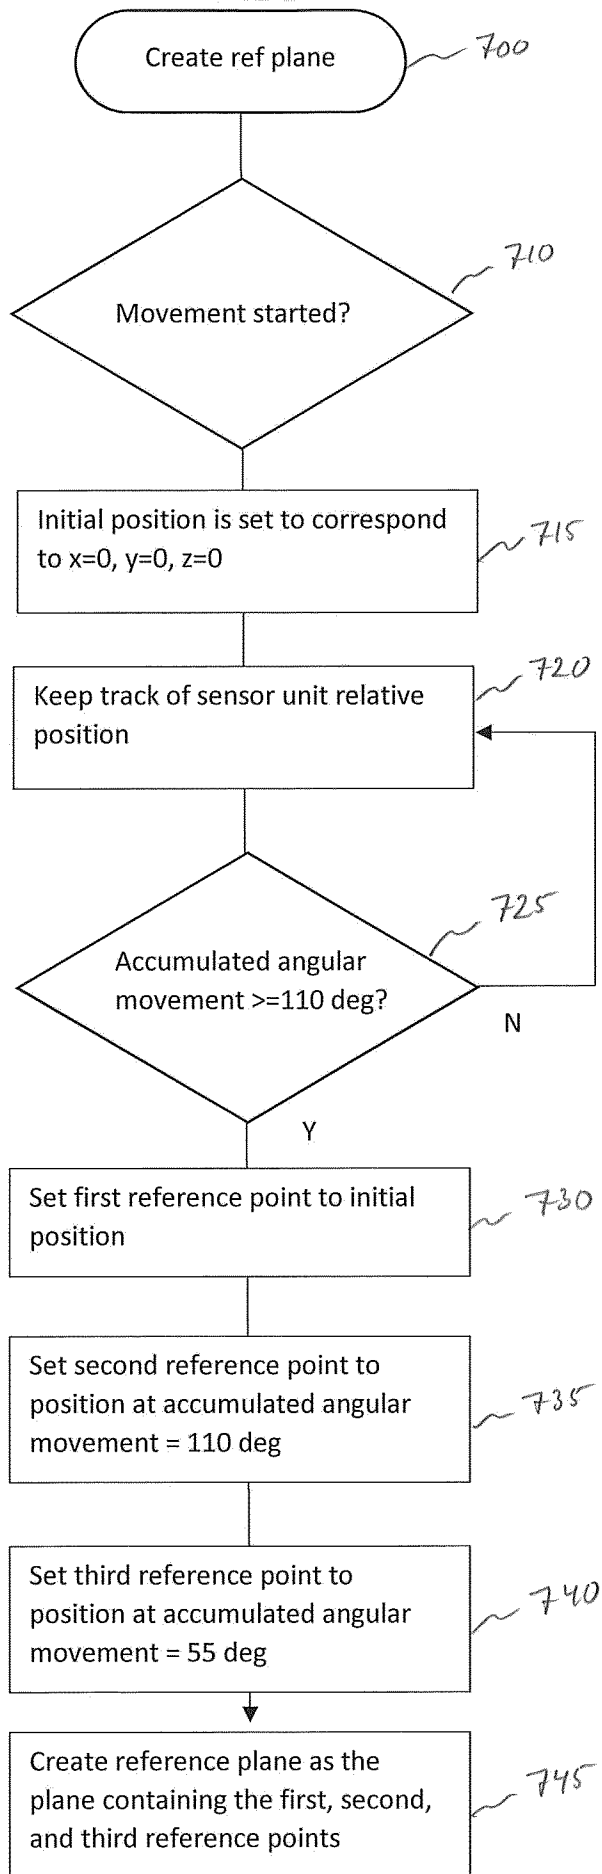 Create ref plane
700
710
Movement started?
Initial position is set to correspond
to x=0, y=0, z=0
715
720
Keep track of sensor unit relative
position
725
Accumulated angular
movement >=110 deg?
N
Y
Set first reference point to initial
position
730
Set second reference point to
position at accumulated angular
movement = 110 deg
735
Set third reference point to
position at accumulated angular
movement = 55 deg
740
Create reference plane as the
plane containing the first, second,
and third reference points
745